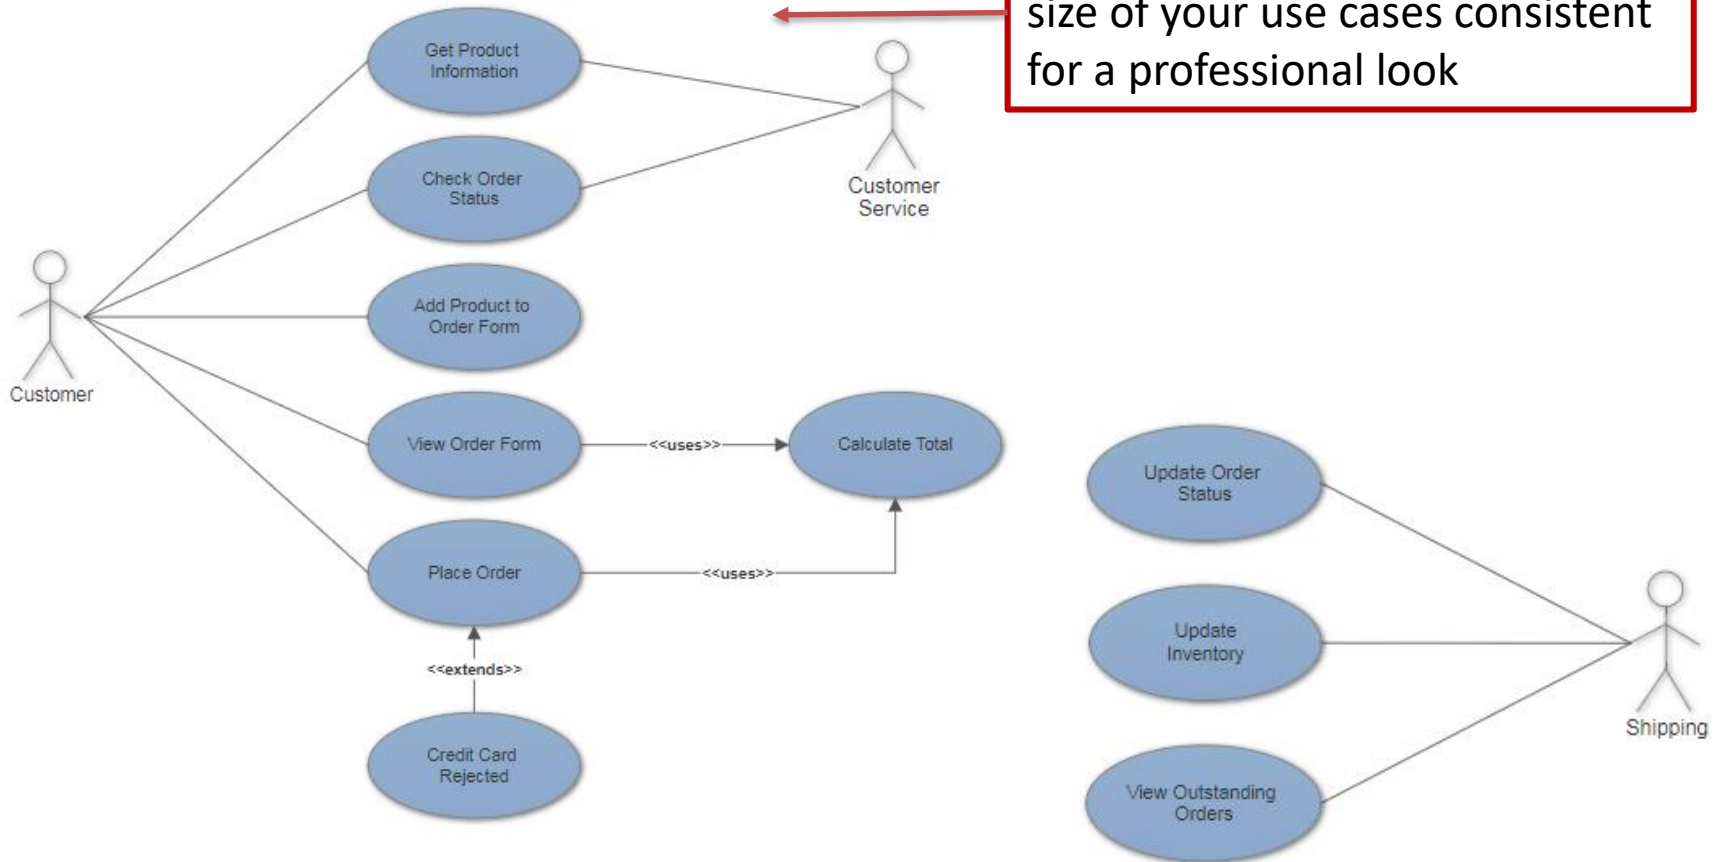 size of your use cases consistent
for a professional look
Get Product
Information
Check Order
Status
Customer
Service
Add Product to
Order Form
Customer
View Order Form
<<uses>>
Calculate Total
Update Order
Status
Place Order
<<uses>>
Update
Inventory
<<extends>>
Shipping
Credit Card
Rejected
View Outstanding
Orders